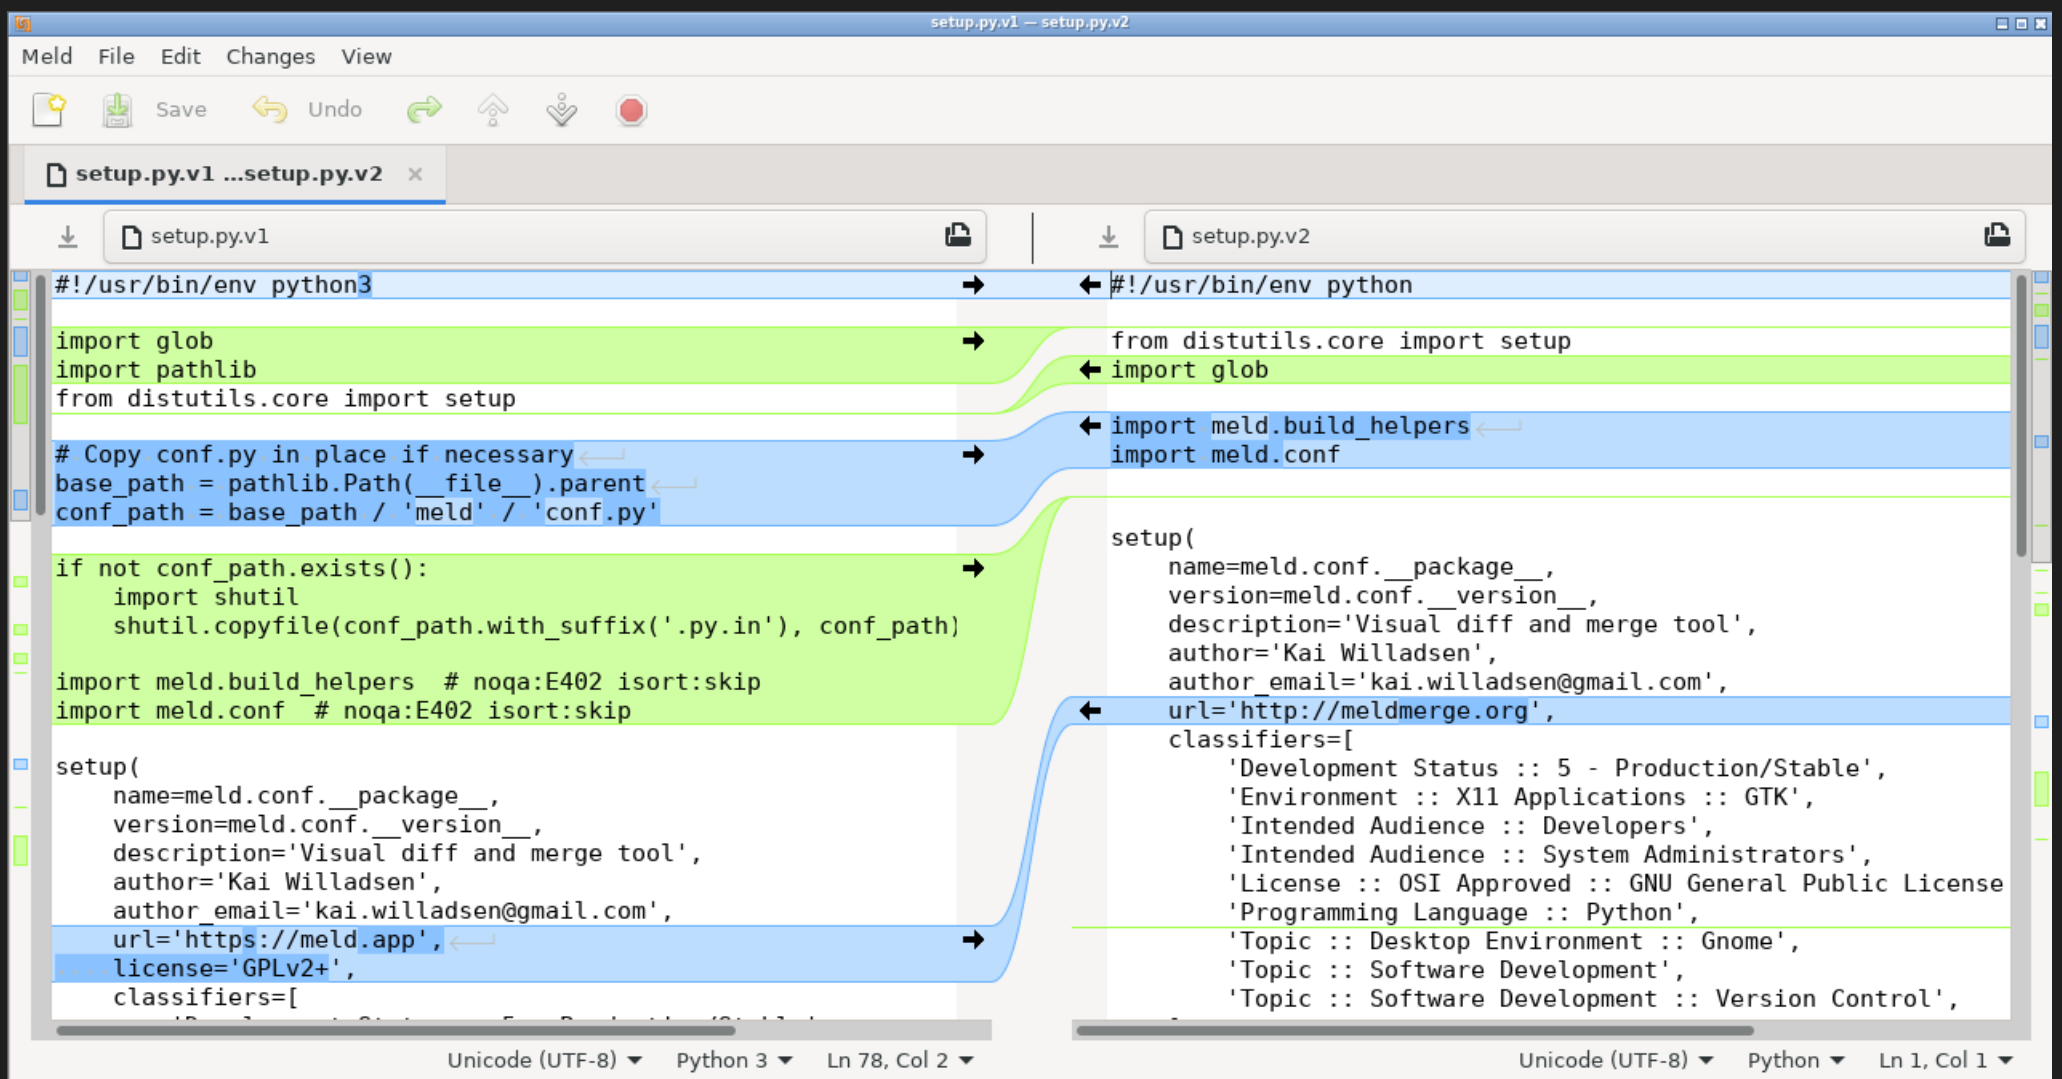 setup.py.v1 — setup.py.v2
Meld File Edit Changes View
Save Undo
setup.py.v1 ...setup.py.v2
setup.py.v1
#!/usr/bin/env python3
import glob
import pathlib
from distutils.core import setup
# Copy conf.py in place if necessary
base_path = pathlib.Path(__file__).parent
conf_path = base_path / 'meld' / 'conf.py'
if not conf_path.exists():
    import shutil
    shutil.copyfile(conf_path.with_suffix('.py.in'), conf_path)
import meld.build_helpers  # noqa:E402 isort:skip
import meld.conf  # noqa:E402 isort:skip
setup(
    name=meld.conf.__package__,
    version=meld.conf.__version__,
    description='Visual diff and merge tool',
    author='Kai Willadsen',
    author_email='kai.willadsen@gmail.com',
    url='https://meld.app',
    license='GPLv2+',
    classifiers=[
Unicode (UTF-8) Python 3 Ln 78, Col 2
setup.py.v2
#!/usr/bin/env python
from distutils.core import setup
import glob
import meld.build_helpers
import meld.conf
setup(
    name=meld.conf.__package__,
    version=meld.conf.__version__,
    description='Visual diff and merge tool',
    author='Kai Willadsen',
    author_email='kai.willadsen@gmail.com',
    url='http://meldmerge.org',
    classifiers=[
        'Development Status :: 5 - Production/Stable',
        'Environment :: X11 Applications :: GTK',
        'Intended Audience :: Developers',
        'Intended Audience :: System Administrators',
        'License :: OSI Approved :: GNU General Public License
        'Programming Language :: Python',
        'Topic :: Desktop Environment :: Gnome',
        'Topic :: Software Development',
        'Topic :: Software Development :: Version Control',
Unicode (UTF-8) Python Ln 1, Col 1